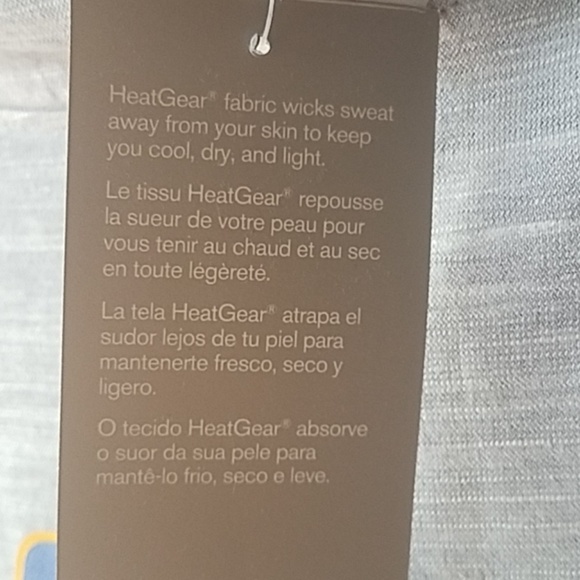 HeatGear® fabric wicks sweat
away from your skin to keep
you cool, dry, and light.
Le tissu HeatGear® repousse
la sueur de votre peau pour
vous tenir au chaud et au sec
en toute légèreté.
La tela HeatGear® atrapa el
sudor lejos de tu piel para
mantenerte fresco, seco y
ligero.
O tecido HeatGear® absorve
o suor da sua pele para
mantê-lo frio, seco e leve.